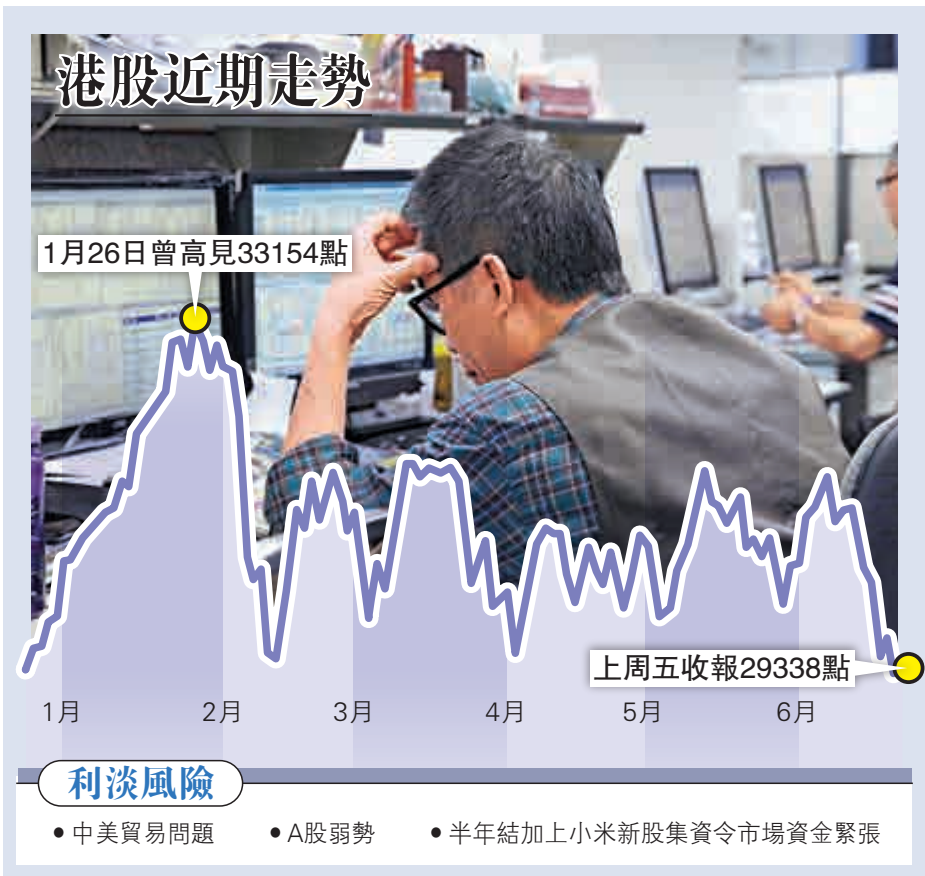 港股近期走勢
1月26日曾高見33154點
上周五收報29338點
1月 2月 3月 4月 5月 6月
利淡風險
● 中美貿易問題 ● A股弱勢 ● 半年結加上小米新股集資令市場資金緊張